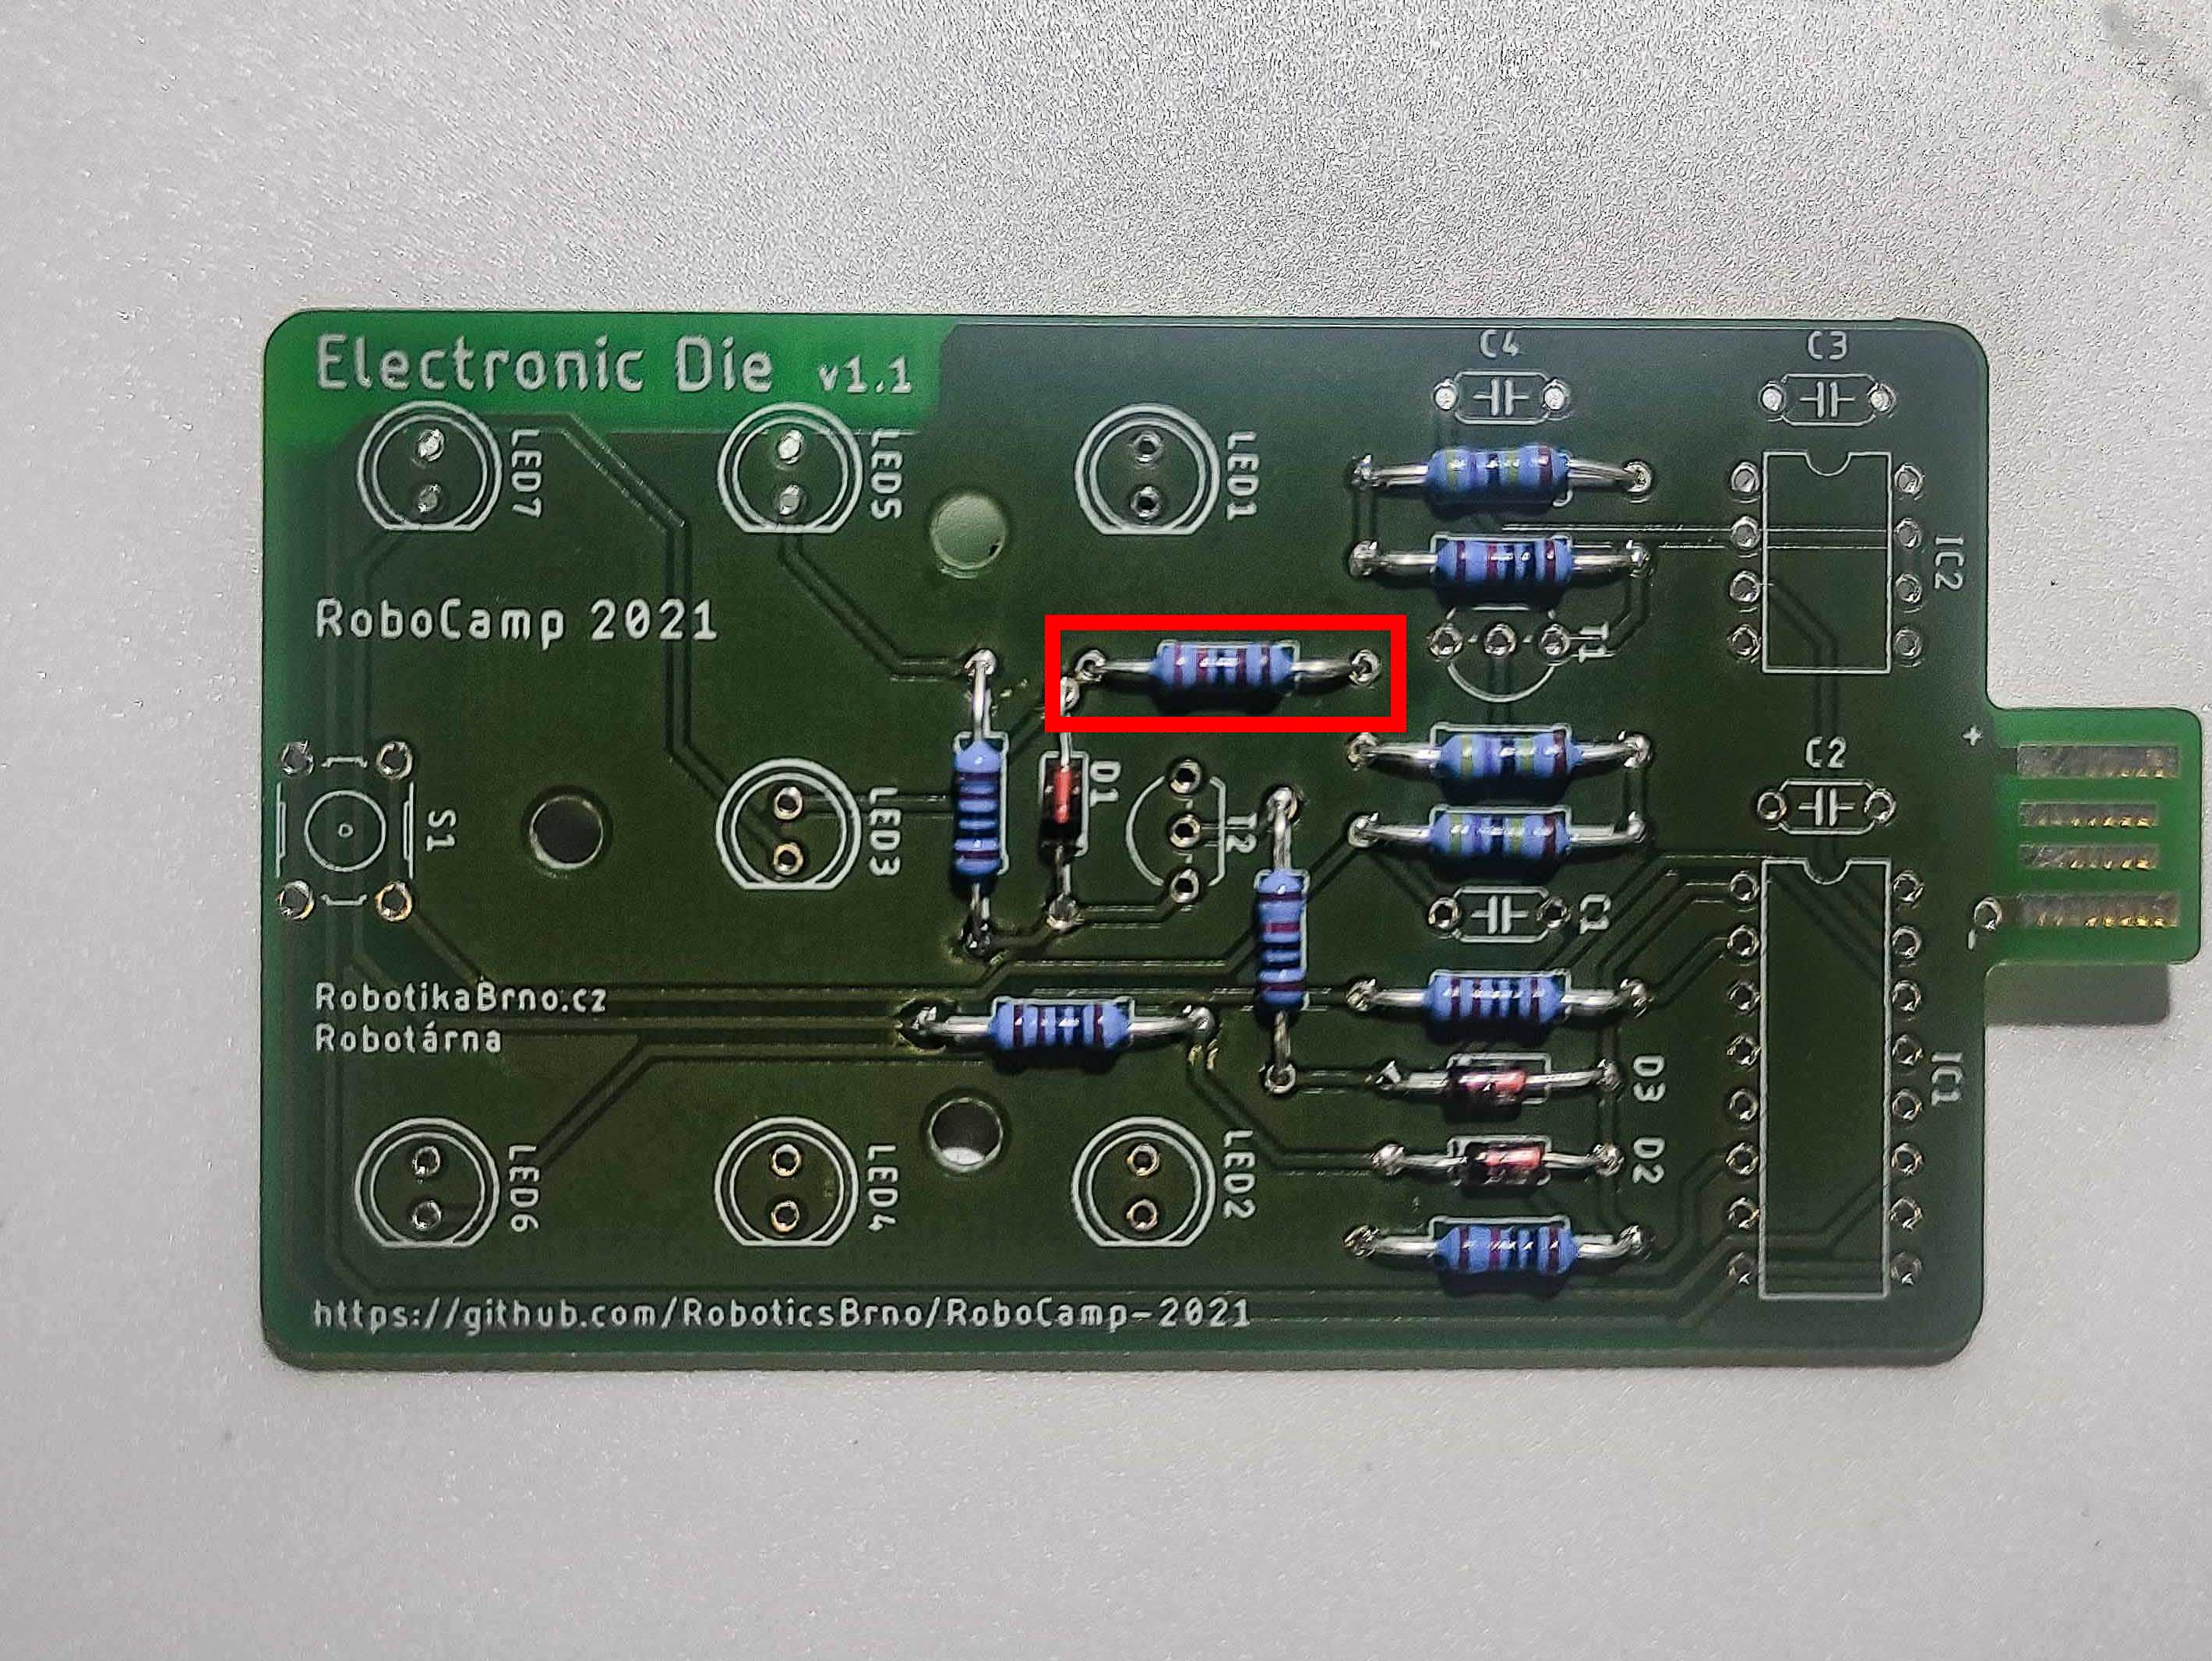 Electronic Die v1.1
C4
C3
LED7
LED5
LED1
IC2
RoboCamp 2021
T1
+
C2
D1
S1
LED3
T2
C1
-
RobotikaBrno.cz
Robotárna
D3
IC1
D2
LED6
LED4
LED2
https://github.com/RoboticsBrno/RoboCamp-2021